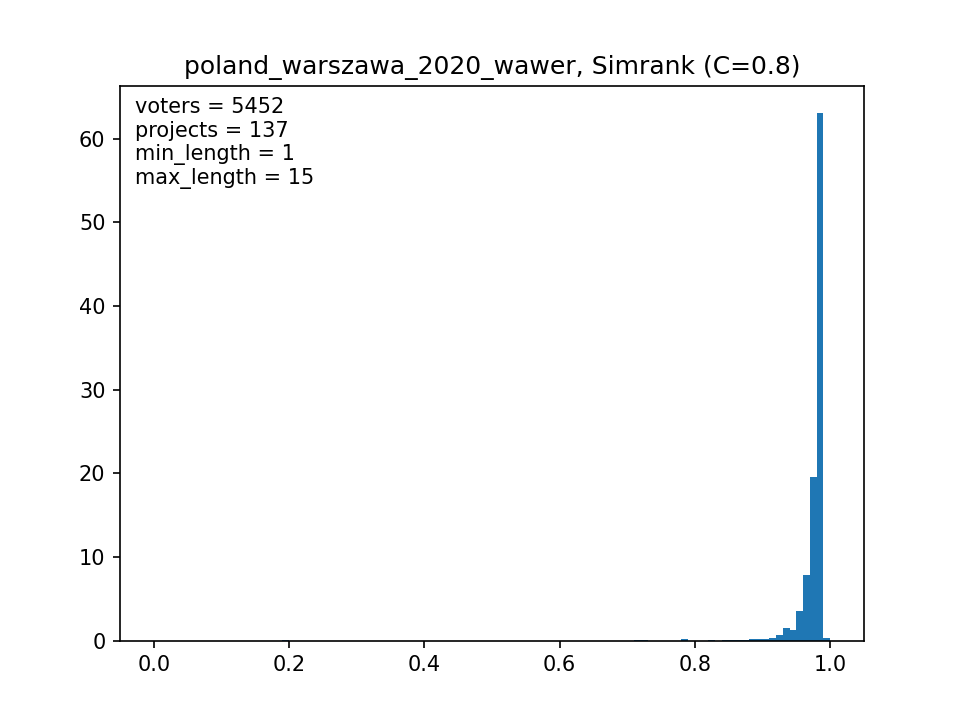 poland_warszawa_2020_wawer, Simrank (C=0.8)
voters = 5452
projects = 137
min_length = 1
max_length = 15
60
50
40
30
20
10
0
0.0 0.2 0.4 0.6 0.8 1.0